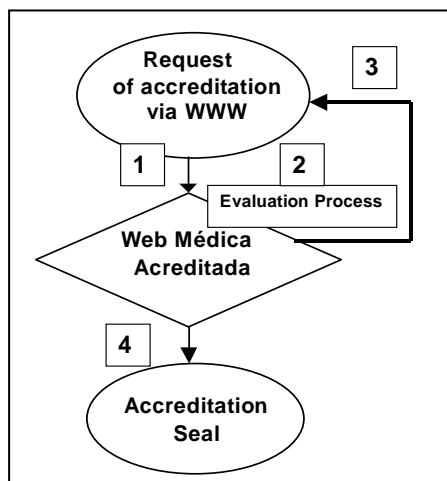 Request
of accreditation
via WWW
3
1
2
Evaluation Process
Web Médica
Acreditada
4
Accreditation
Seal